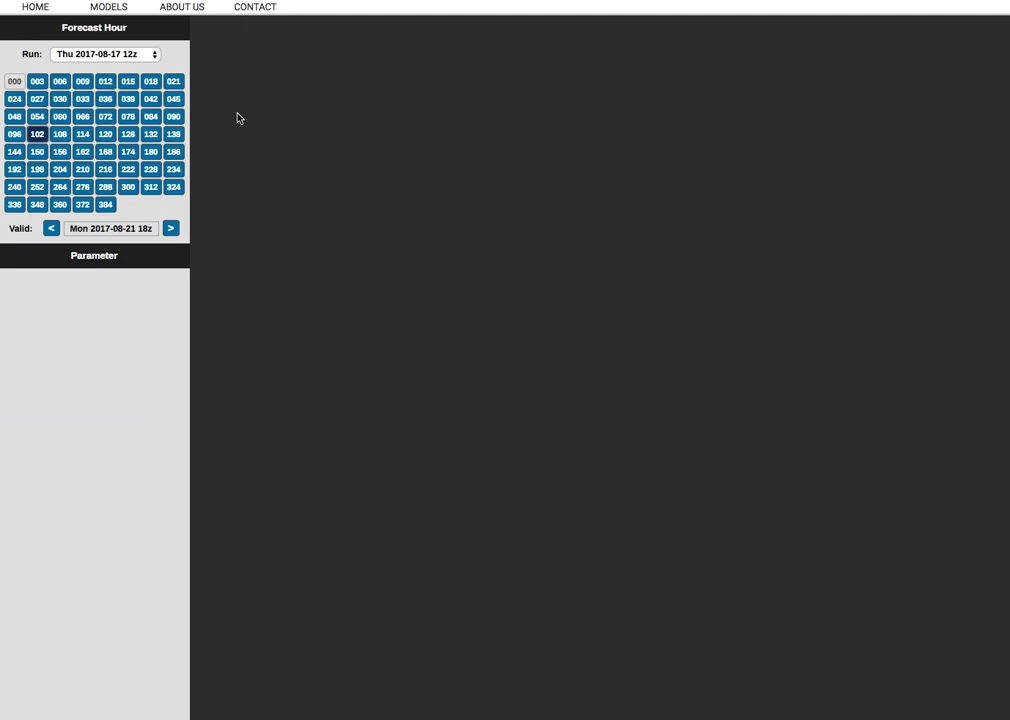 HOME MODELS ABOUT US CONTACT
Forecast Hour
Run: Thu 2017-08-17 12z
000 003 006 009 012 015 018 021
024 027 030 033 036 039 042 045
048 054 060 066 072 078 084 090
096 102 108 114 120 126 132 138
144 150 156 162 168 174 180 186
192 198 204 210 216 222 228 234
240 252 264 276 288 300 312 324
336 348 360 372 384
Valid: < Mon 2017-08-21 18z >
Parameter